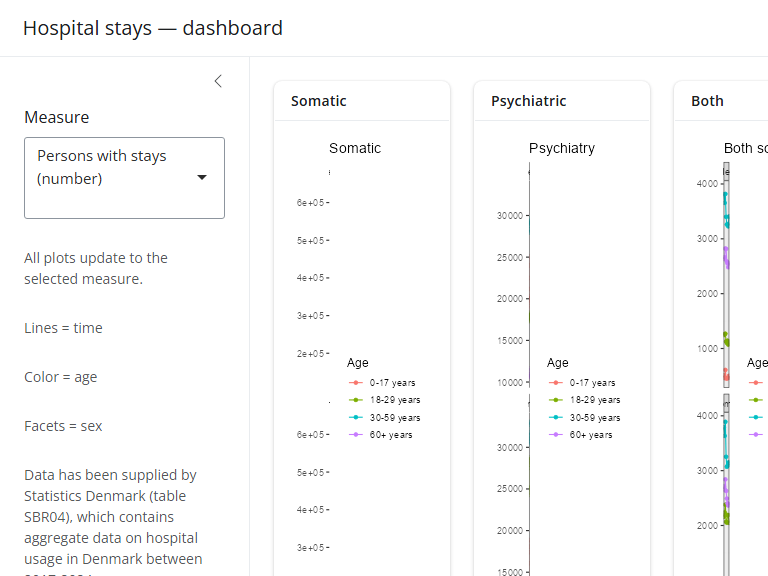 Hospital stays — dashboard
Measure
Persons with stays
(number)
All plots update to the
selected measure.
Lines = time
Color = age
Facets = sex
Data has been supplied by
Statistics Denmark (table
SBR04), which contains
aggregate data on hospital
usage in Denmark between
Somatic
Somatic
6e+05
5e+05
4e+05
3e+05
2e+05
6e+05
5e+05
4e+05
3e+05
Age
0-17 years
18-29 years
30-59 years
60+ years
Psychiatric
Psychiatry
30000
25000
20000
15000
10000
30000
25000
20000
15000
Age
0-17 years
18-29 years
30-59 years
60+ years
Both
Both so
4000
3000
2000
1000
4000
3000
2000
Age